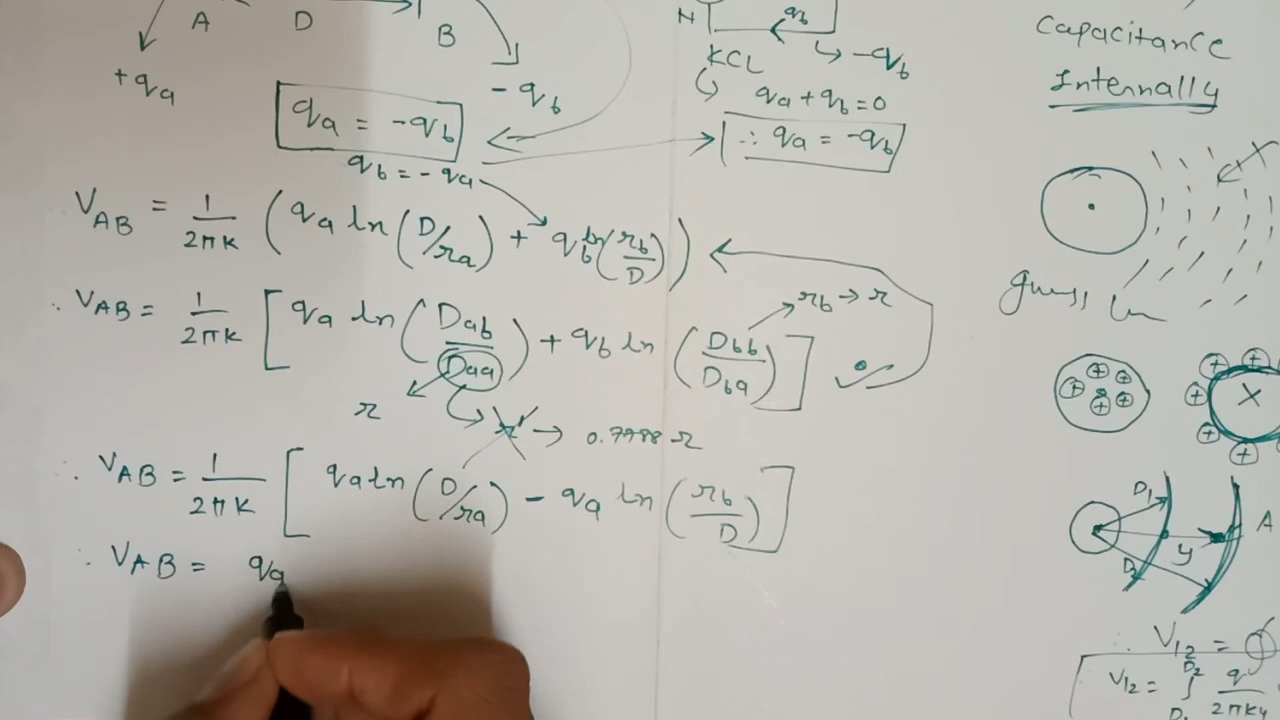 A D B
+qa
-qb
qa = -qb
qb = -qa
VAB = 1/2πK (qa ln(D/ra) + qb ln(rb/D))
∴ VAB = 1/2πK [qa ln(Dab/Daa) + qb ln(Dbb/Dba)]
rb → r
r
r' → 0.7788 r
∴ VAB = 1/2πK [qa ln(D/ra) - qa ln(rb/D)]
∴ VAB = qa
N
qb
→ -qb
KCL
qa + qb = 0
∴ qa = -qb
Capacitance
Internally
D1
y
D2
A
∴ V12 =
V12 = ∫ D2 q/2πKy